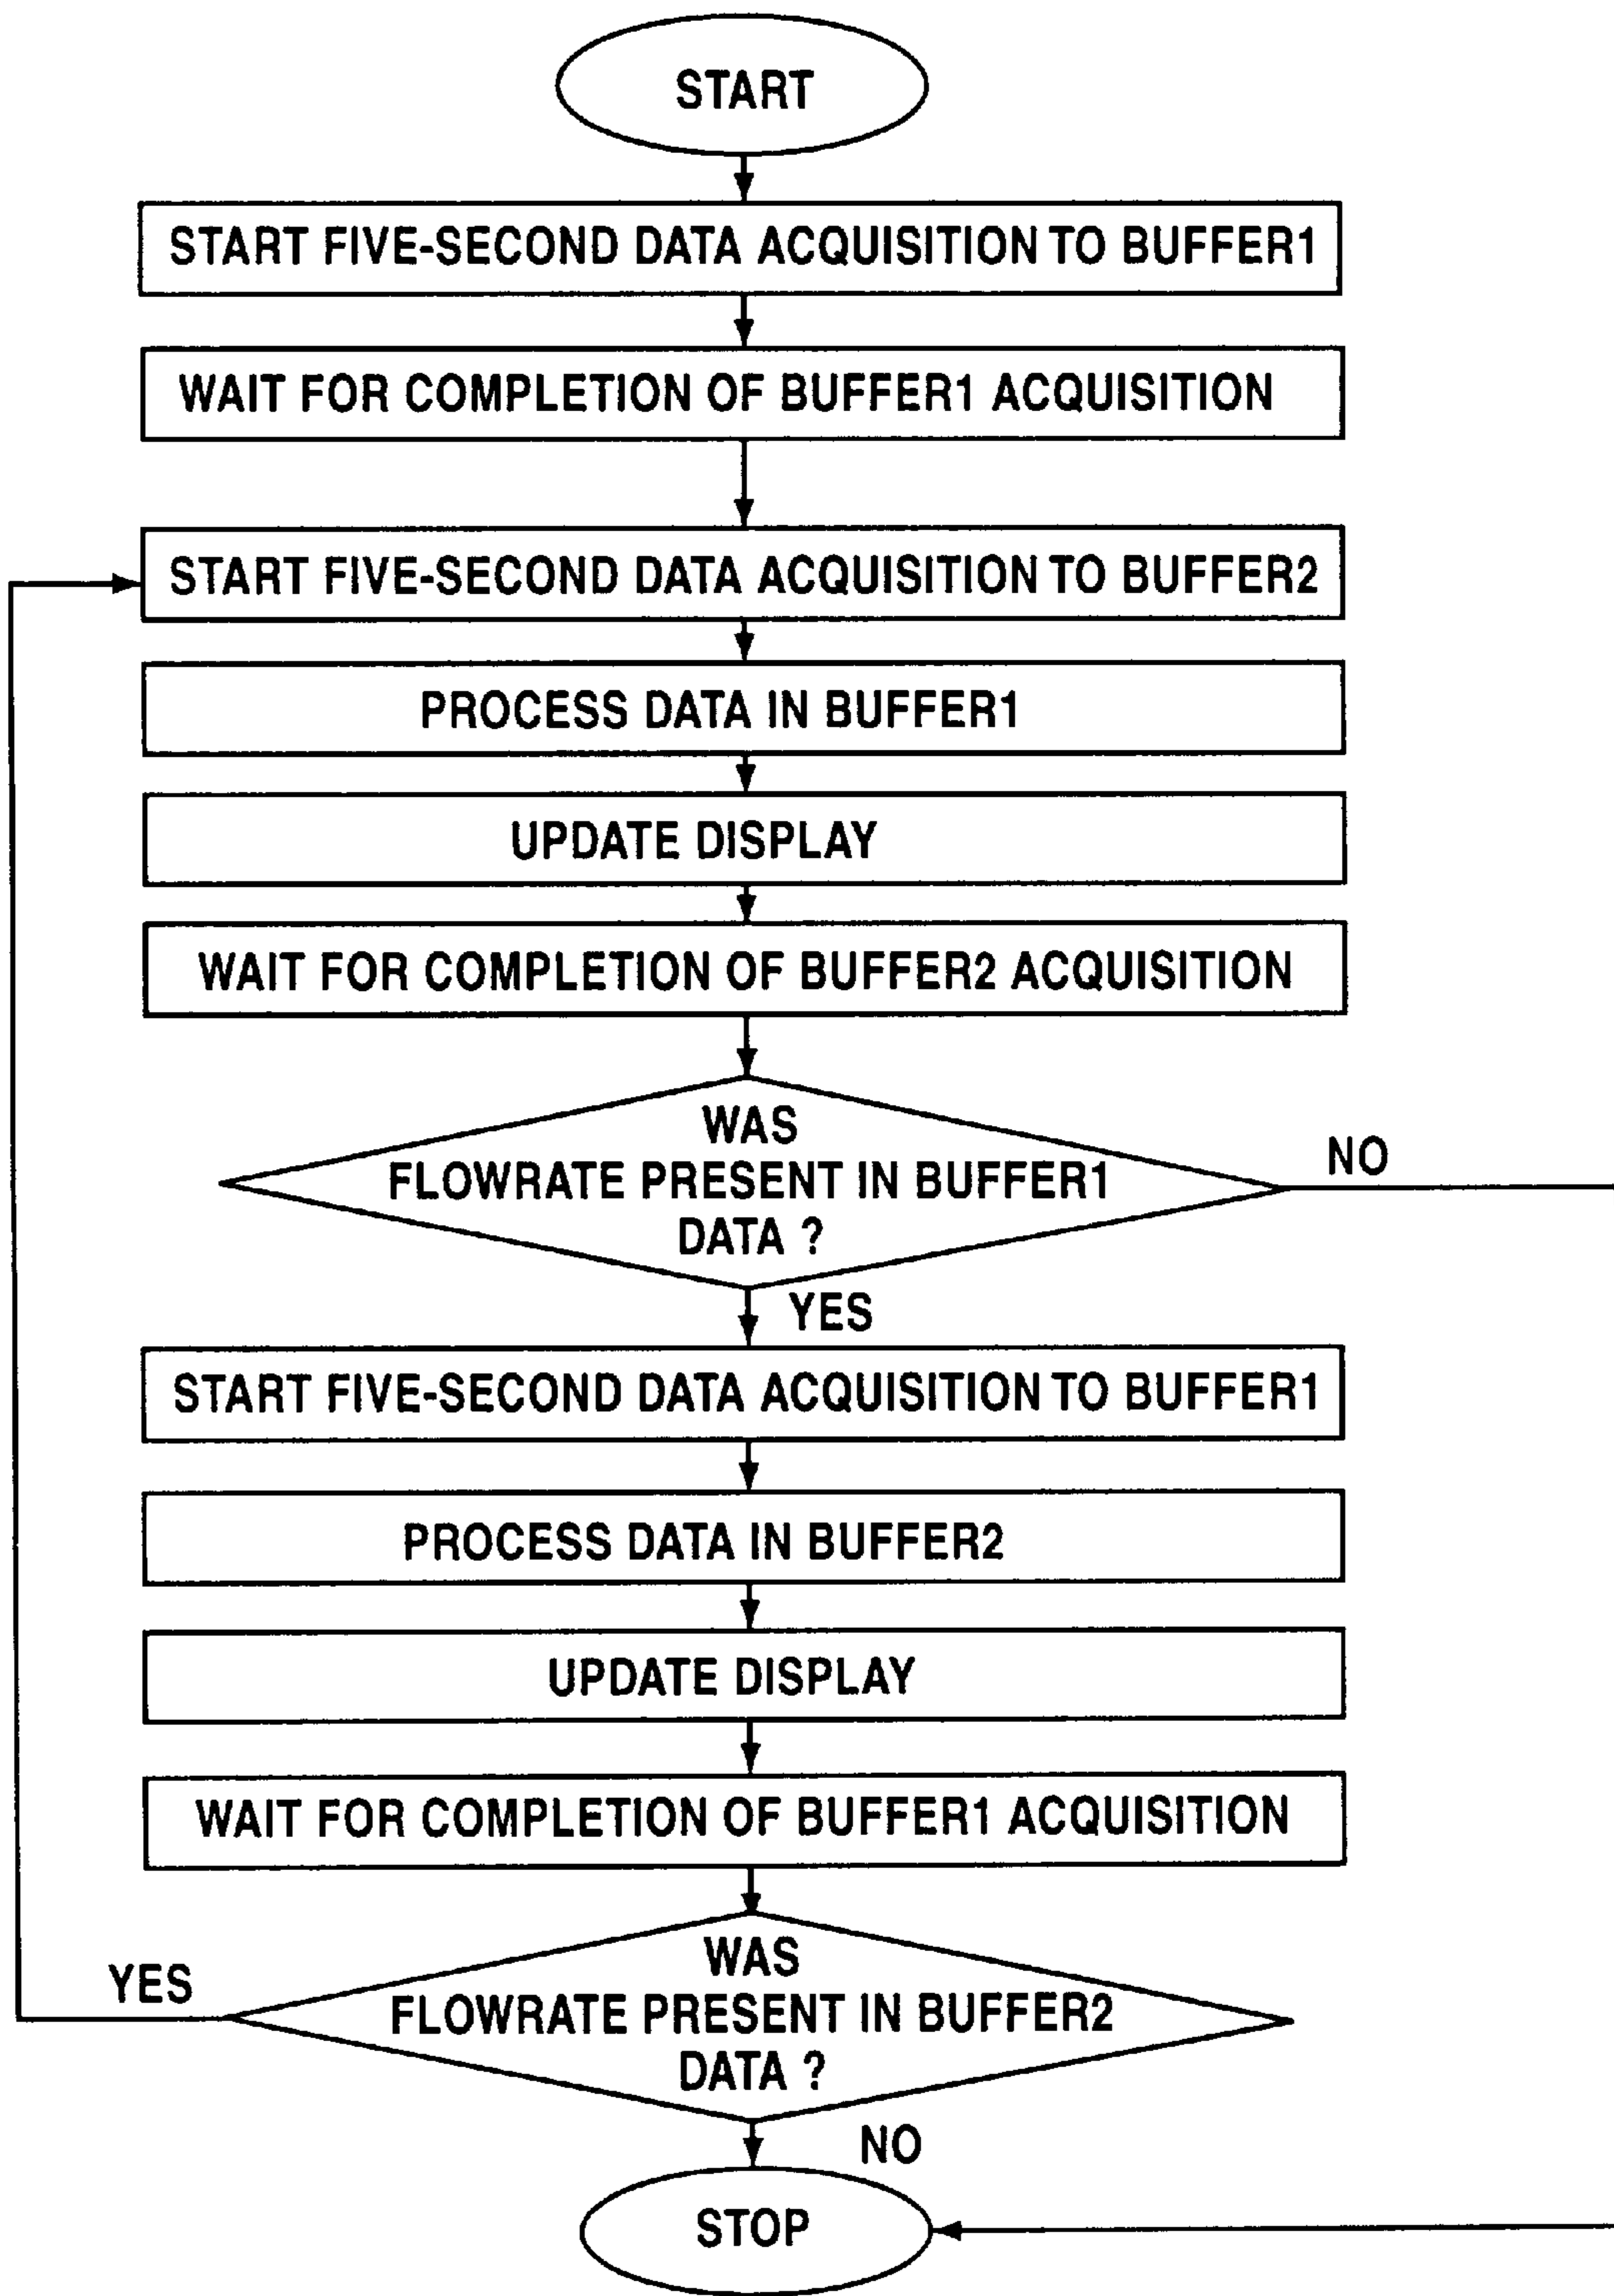 START
START FIVE-SECOND DATA ACQUISITION TO BUFFER1
WAIT FOR COMPLETION OF BUFFER1 ACQUISITION
START FIVE-SECOND DATA ACQUISITION TO BUFFER2
PROCESS DATA IN BUFFER1
UPDATE DISPLAY
WAIT FOR COMPLETION OF BUFFER2 ACQUISITION
WAS
FLOWRATE PRESENT IN BUFFER1
DATA ?
NO
YES
START FIVE-SECOND DATA ACQUISITION TO BUFFER1
PROCESS DATA IN BUFFER2
UPDATE DISPLAY
WAIT FOR COMPLETION OF BUFFER1 ACQUISITION
WAS
FLOWRATE PRESENT IN BUFFER2
DATA ?
YES
NO
STOP